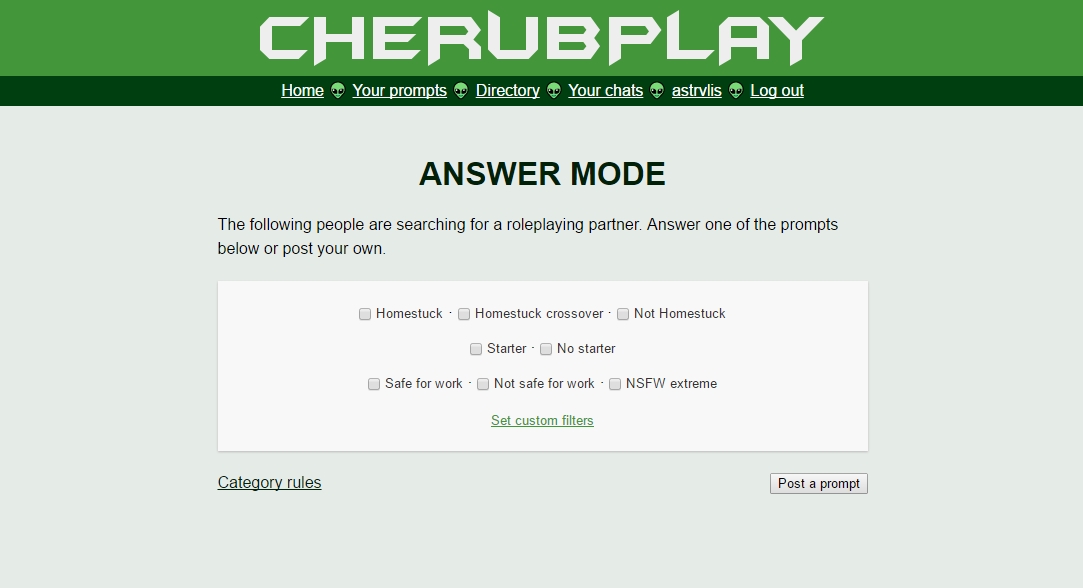 CHERUBPLAY
Home 👽 Your prompts 👽 Directory 👽 Your chats 👽 astrvlis 👽 Log out
ANSWER MODE
The following people are searching for a roleplaying partner. Answer one of the prompts
below or post your own.
Homestuck · Homestuck crossover · Not Homestuck
Starter · No starter
Safe for work · Not safe for work · NSFW extreme
Set custom filters
Category rules Post a prompt